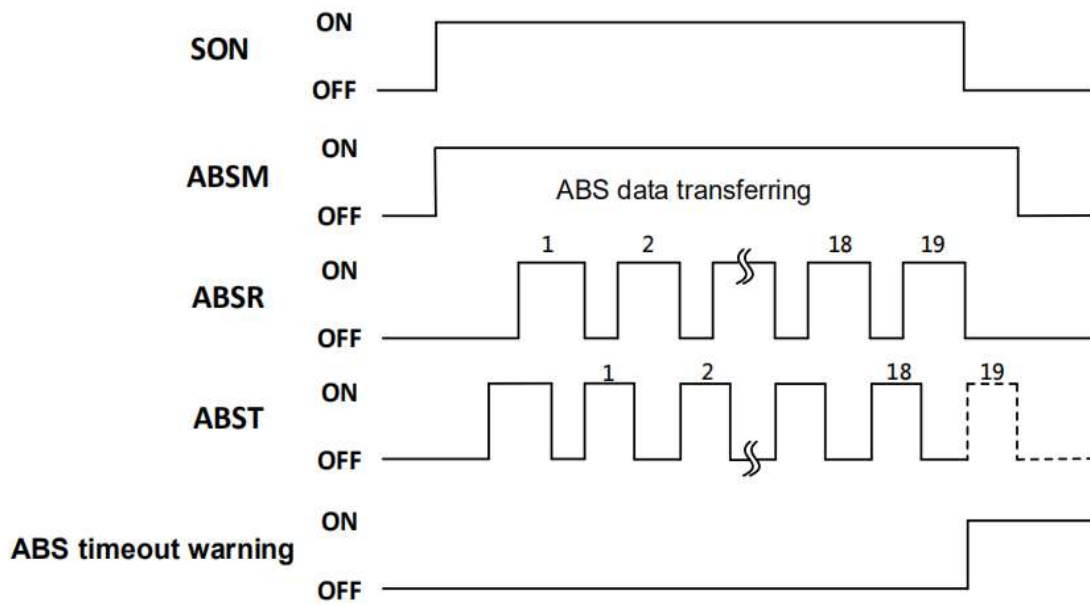 ON
SON
OFF
ON
ABSM
ABS data transferring
OFF
1 2 18 19
ON
ABSR
OFF
1 2 18 19
ON
ABST
OFF
ON
ABS timeout warning
OFF